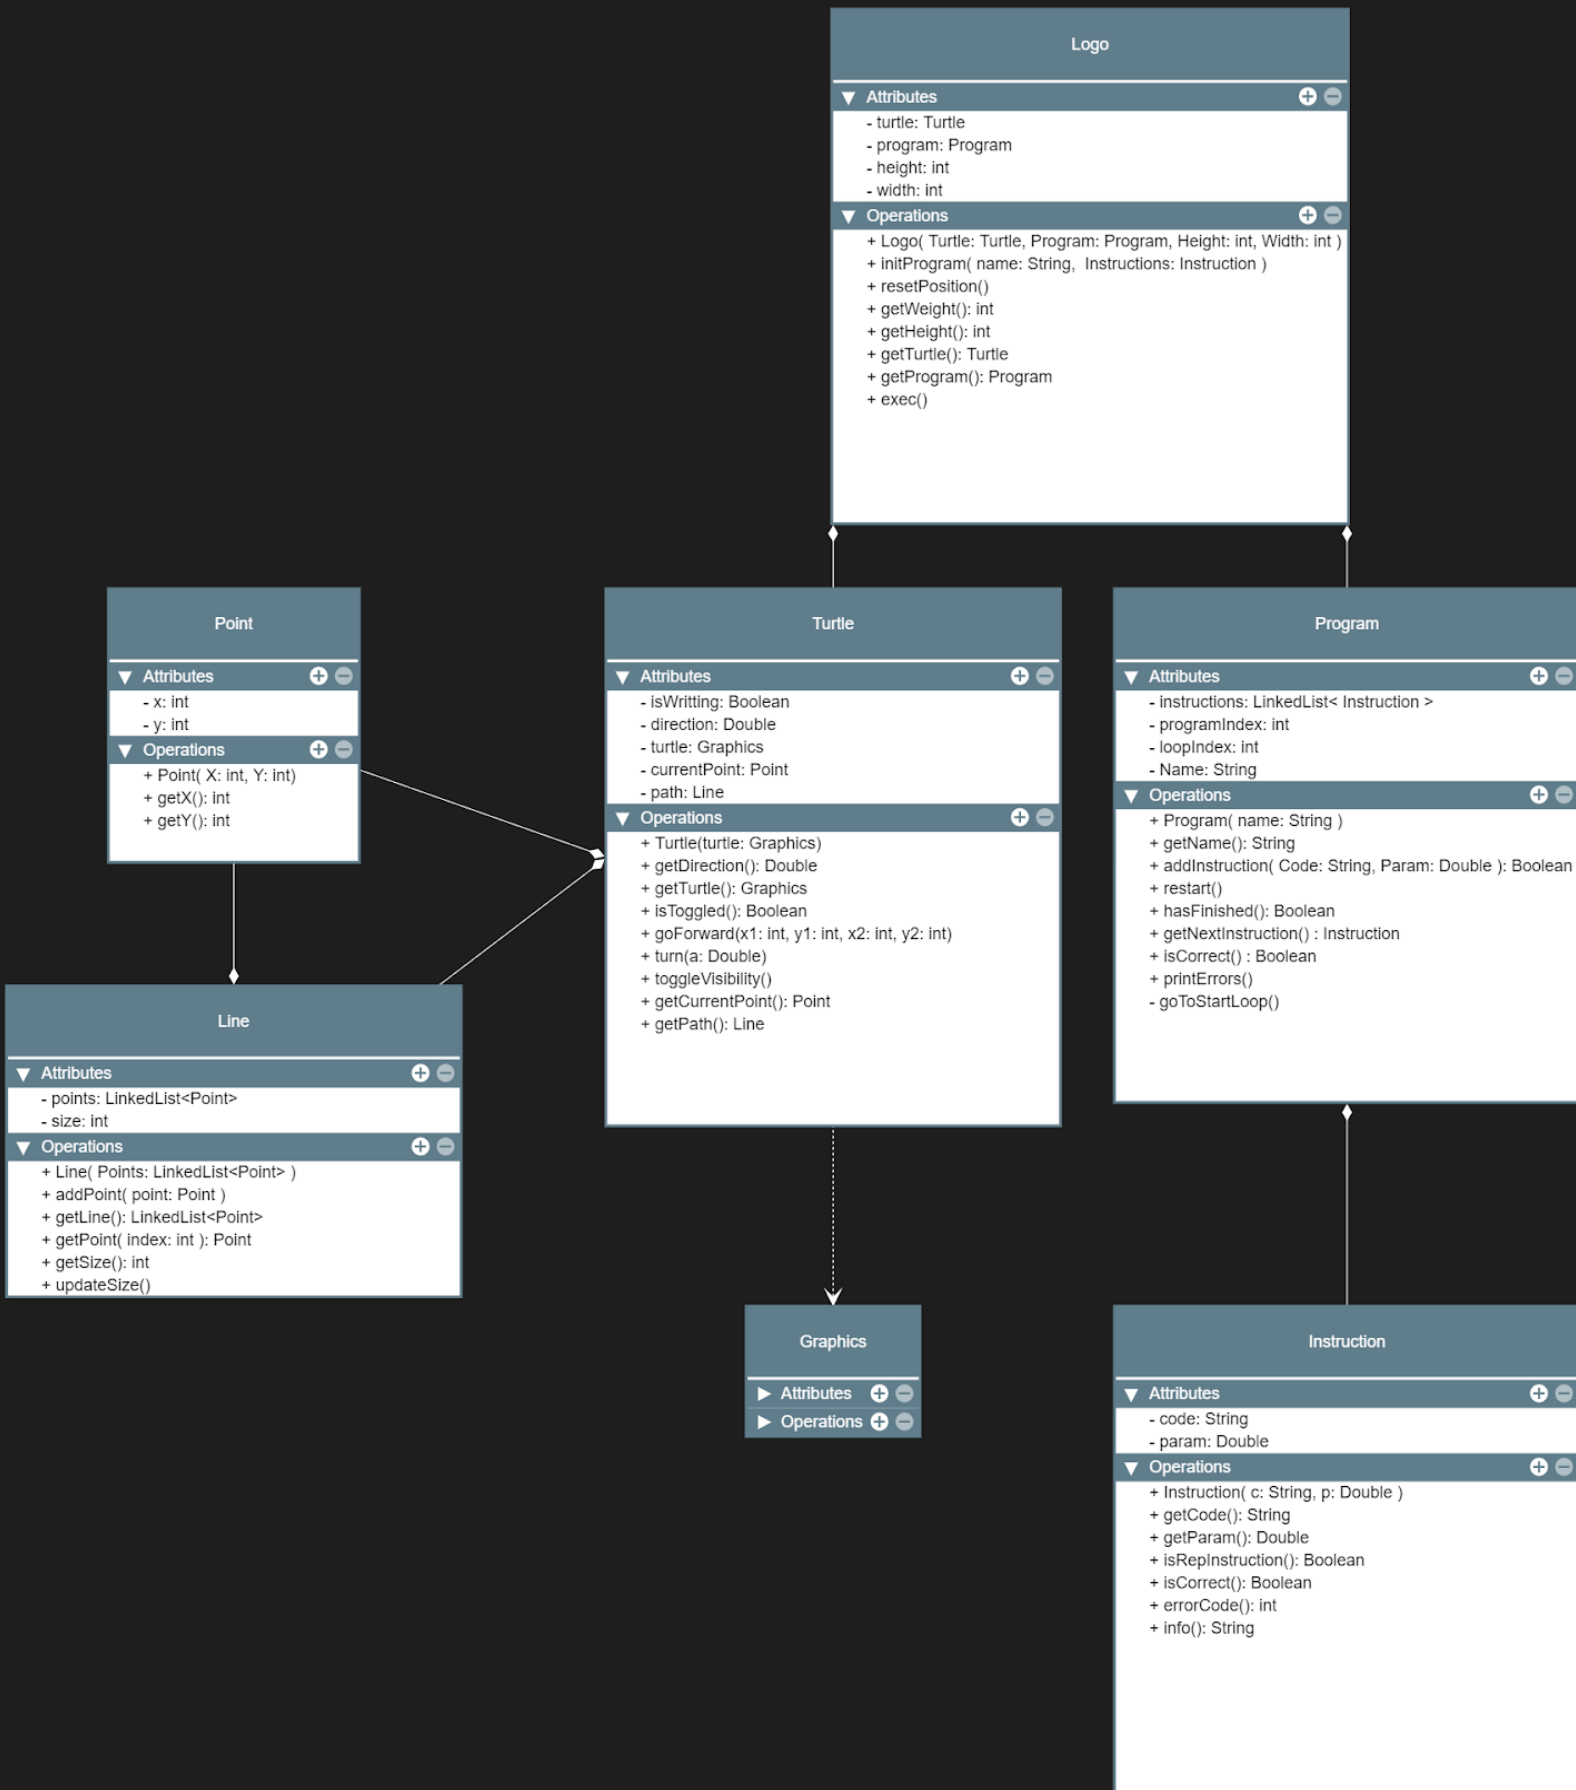 Logo
Attributes
- turtle: Turtle
- program: Program
- height: int
- width: int
Operations
+ Logo( Turtle: Turtle, Program: Program, Height: int, Width: int )
+ initProgram( name: String,  Instructions: Instruction )
+ resetPosition()
+ getWeight(): int
+ getHeight(): int
+ getTurtle(): Turtle
+ getProgram(): Program
+ exec()
Point
Attributes
- x: int
- y: int
Operations
+ Point( X: int, Y: int)
+ getX(): int
+ getY(): int
Turtle
Attributes
- isWritting: Boolean
- direction: Double
- turtle: Graphics
- currentPoint: Point
- path: Line
Operations
+ Turtle(turtle: Graphics)
+ getDirection(): Double
+ getTurtle(): Graphics
+ isToggled(): Boolean
+ goForward(x1: int, y1: int, x2: int, y2: int)
+ turn(a: Double)
+ toggleVisibility()
+ getCurrentPoint(): Point
+ getPath(): Line
Program
Attributes
- instructions: LinkedList< Instruction >
- programIndex: int
- loopIndex: int
- Name: String
Operations
+ Program( name: String )
+ getName(): String
+ addInstruction( Code: String, Param: Double ): Boolean
+ restart()
+ hasFinished(): Boolean
+ getNextInstruction() : Instruction
+ isCorrect() : Boolean
+ printErrors()
- goToStartLoop()
Line
Attributes
- points: LinkedList<Point>
- size: int
Operations
+ Line( Points: LinkedList<Point> )
+ addPoint( point: Point )
+ getLine(): LinkedList<Point>
+ getPoint( index: int ): Point
+ getSize(): int
+ updateSize()
Graphics
Attributes
Operations
Instruction
Attributes
- code: String
- param: Double
Operations
+ Instruction( c: String, p: Double )
+ getCode(): String
+ getParam(): Double
+ isRepInstruction(): Boolean
+ isCorrect(): Boolean
+ errorCode(): int
+ info(): String